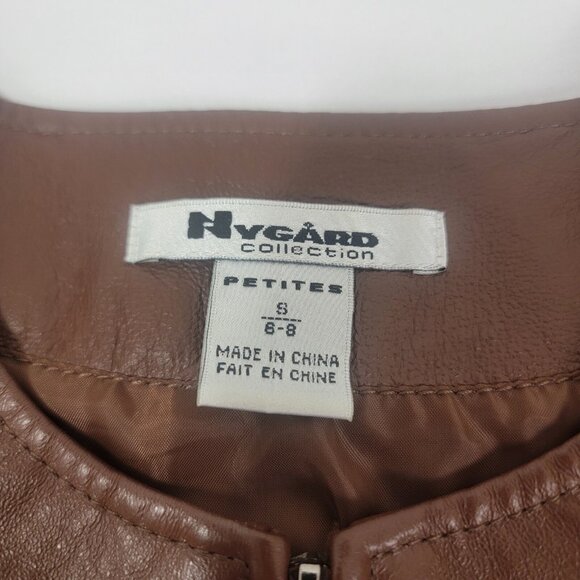 NYGÅRD
collection
PETITES
S
6-8
MADE IN CHINA
FAIT EN CHINE